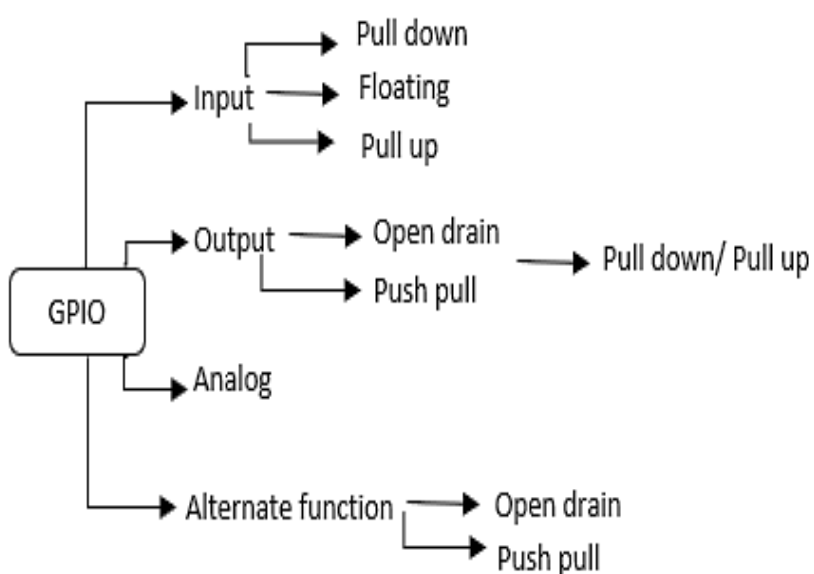 Pull down
Input
Floating
Pull up
Output
Open drain
Pull down/ Pull up
Push pull
GPIO
Analog
Alternate function
Open drain
Push pull